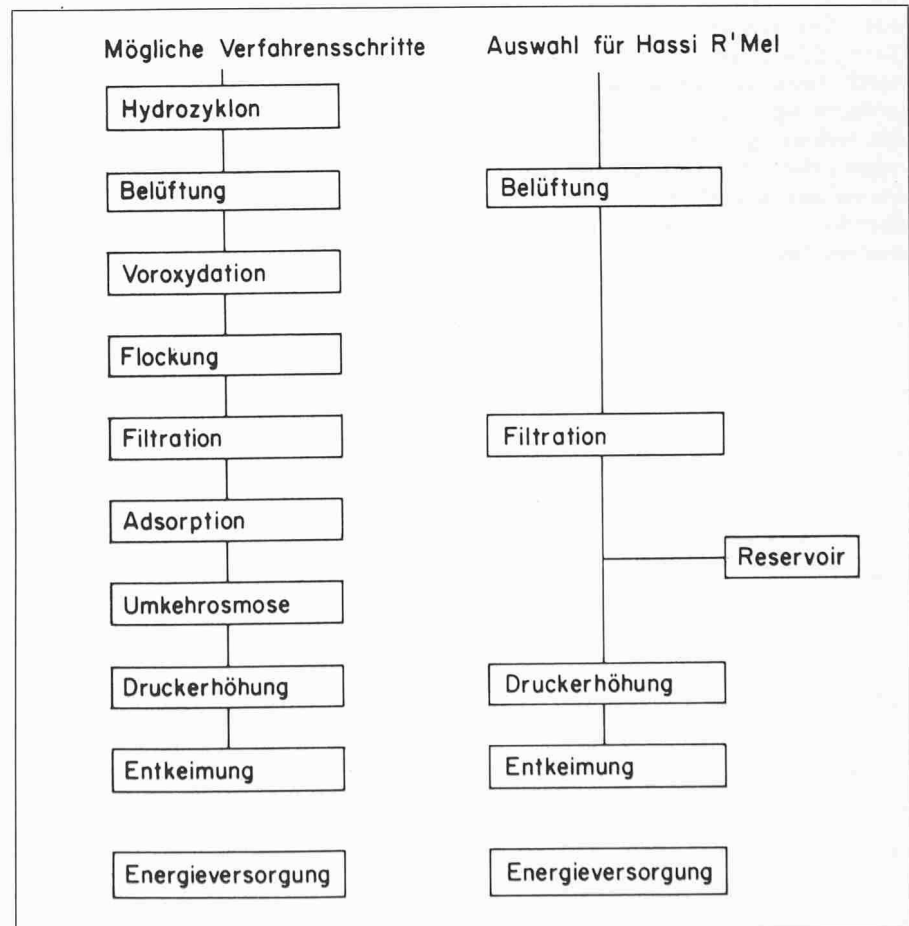 Mögliche Verfahrensschritte
Hydrozyklon
Belüftung
Voroxydation
Flockung
Filtration
Adsorption
Umkehrosmose
Druckerhöhung
Entkeimung
Energieversorgung
Auswahl für Hassi R'Mel
Belüftung
Filtration
Reservoir
Druckerhöhung
Entkeimung
Energieversorgung